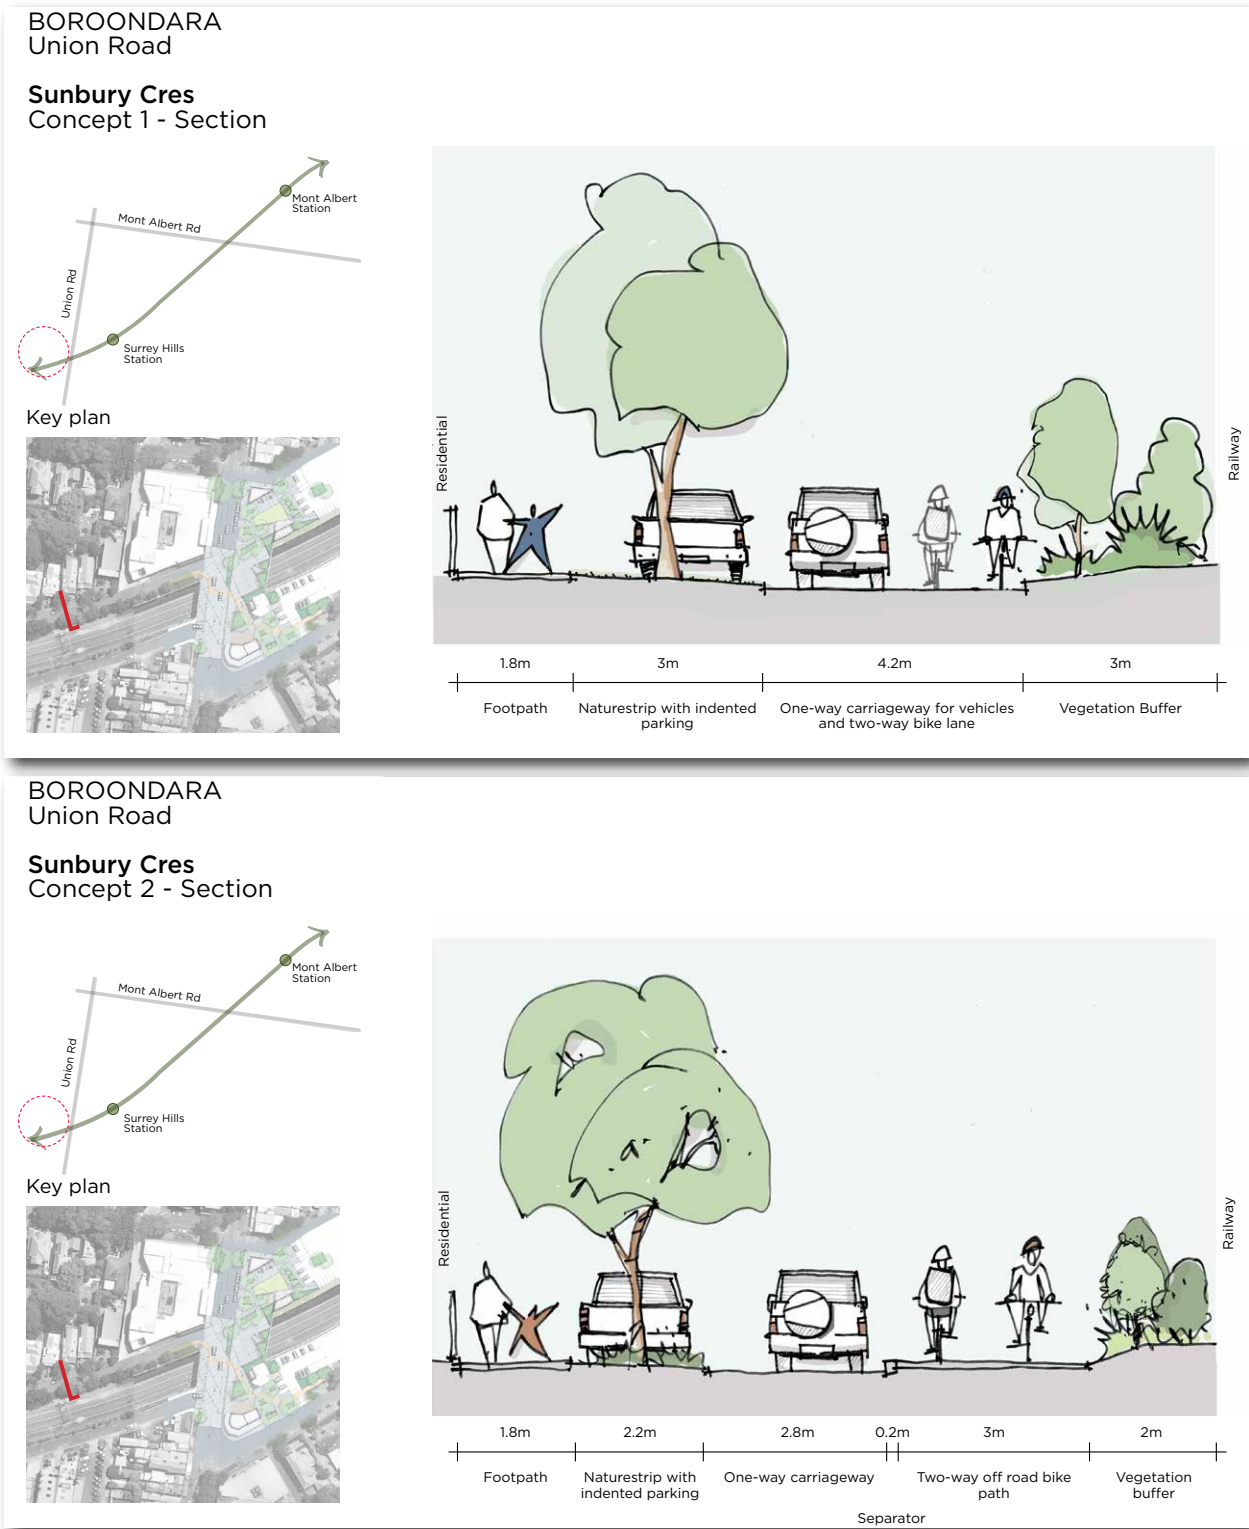 BOROONDARA
Union Road
Sunbury Cres
Concept 1 - Section
Mont Albert
Station
Mont Albert Rd
Union Rd
Surrey Hills
Station
Key plan
Residential
Railway
1.8m
3m
4.2m
3m
Footpath
Naturestrip with indented
parking
One-way carriageway for vehicles
and two-way bike lane
Vegetation Buffer
BOROONDARA
Union Road
Sunbury Cres
Concept 2 - Section
Mont Albert
Station
Mont Albert Rd
Union Rd
Surrey Hills
Station
Key plan
Residential
Railway
1.8m
2.2m
2.8m
0.2m
3m
2m
Footpath
Naturestrip with
indented parking
One-way carriageway
Two-way off road bike
path
Vegetation
buffer
Separator